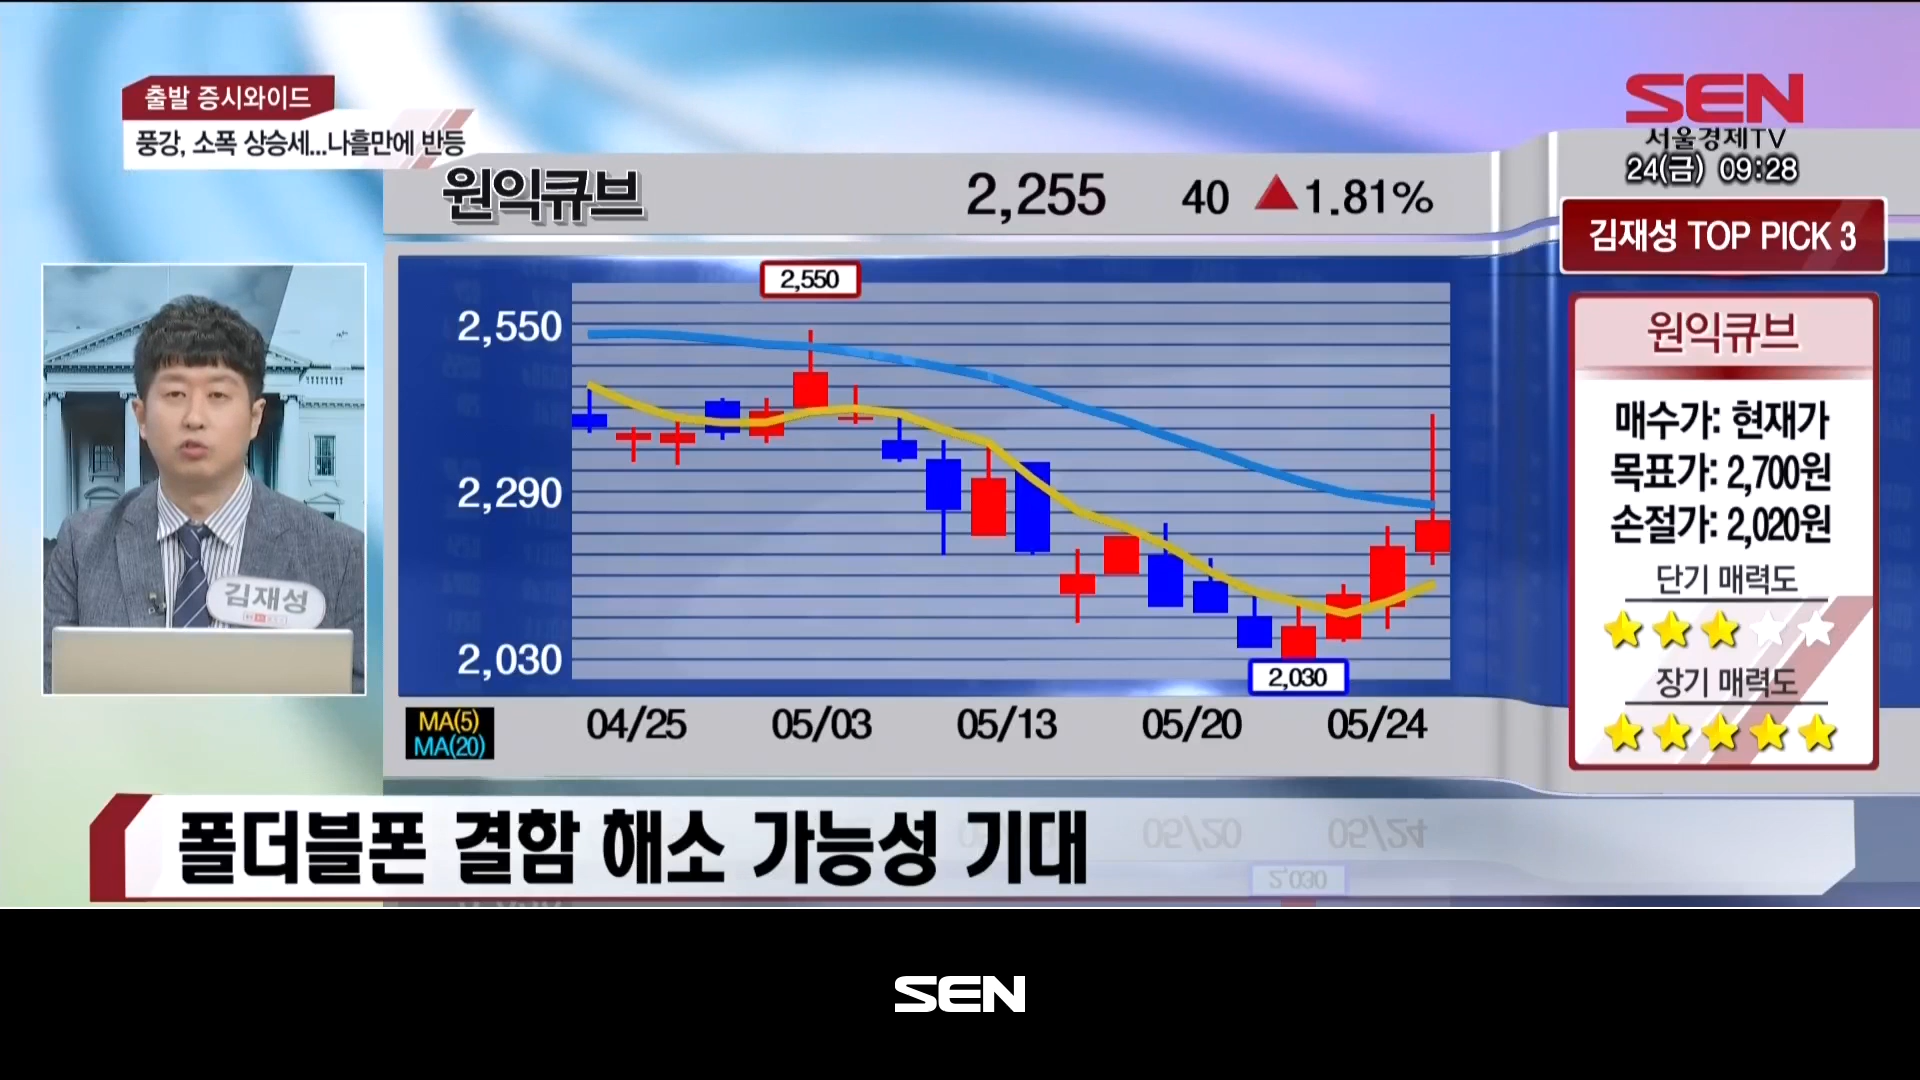 출발 증시와이드
풍강, 소폭 상승세...나흘만에 반등
SEN
서울경제TV
24(금) 09:28
원익큐브 2,255 40 ▲1.81%
김재성 TOP PICK 3
2,550
2,550
2,290
2,030
2,030
MA(5)
MA(20)
04/25 05/03 05/13 05/20 05/24
원익큐브
매수가: 현재가
목표가: 2,700원
손절가: 2,020원
단기 매력도
장기 매력도
김재성
폴더블폰 결함 해소 가능성 기대
05/20 05/24
2,030
SEN